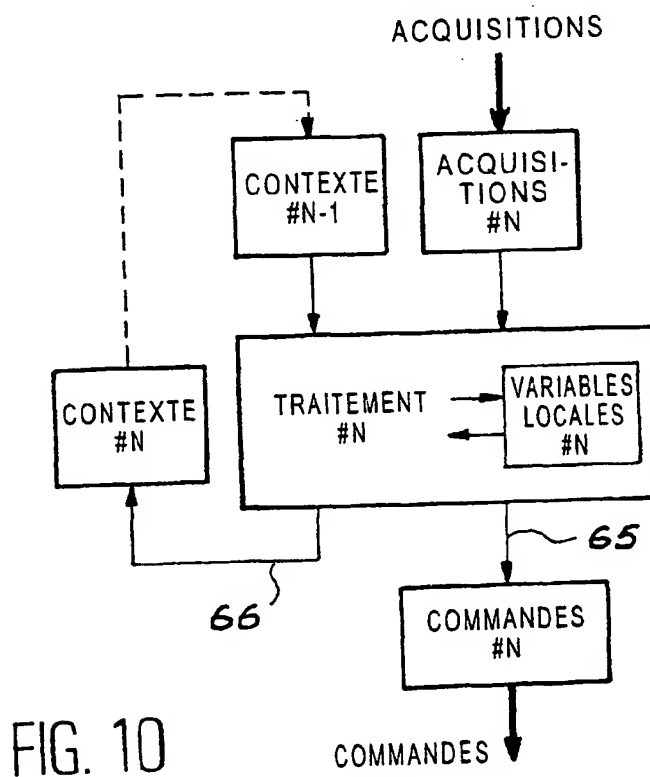 ACQUISITIONS
CONTEXTE
#N-1
ACQUISI-
TIONS
#N
CONTEXTE
#N
TRAITEMENT
#N
VARIABLES
LOCALES
#N
65
66
COMMANDES
#N
FIG. 10
COMMANDES